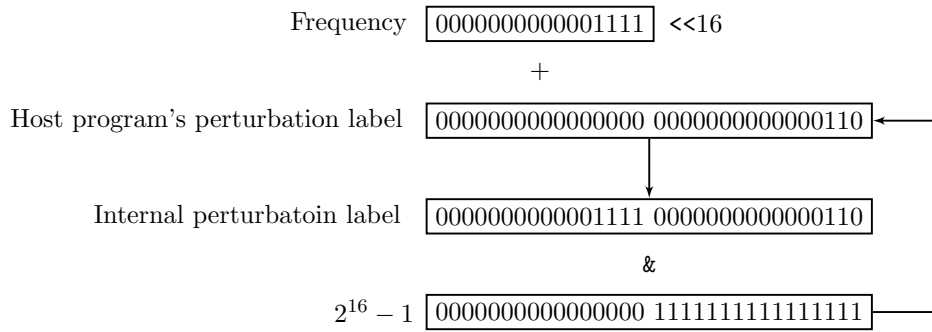 Frequency 0000000000001111 <<16
+
Host program's perturbation label 0000000000000000 0000000000000110
Internal perturbatoin label 0000000000001111 0000000000000110
&
2^{16} − 1 0000000000000000 1111111111111111